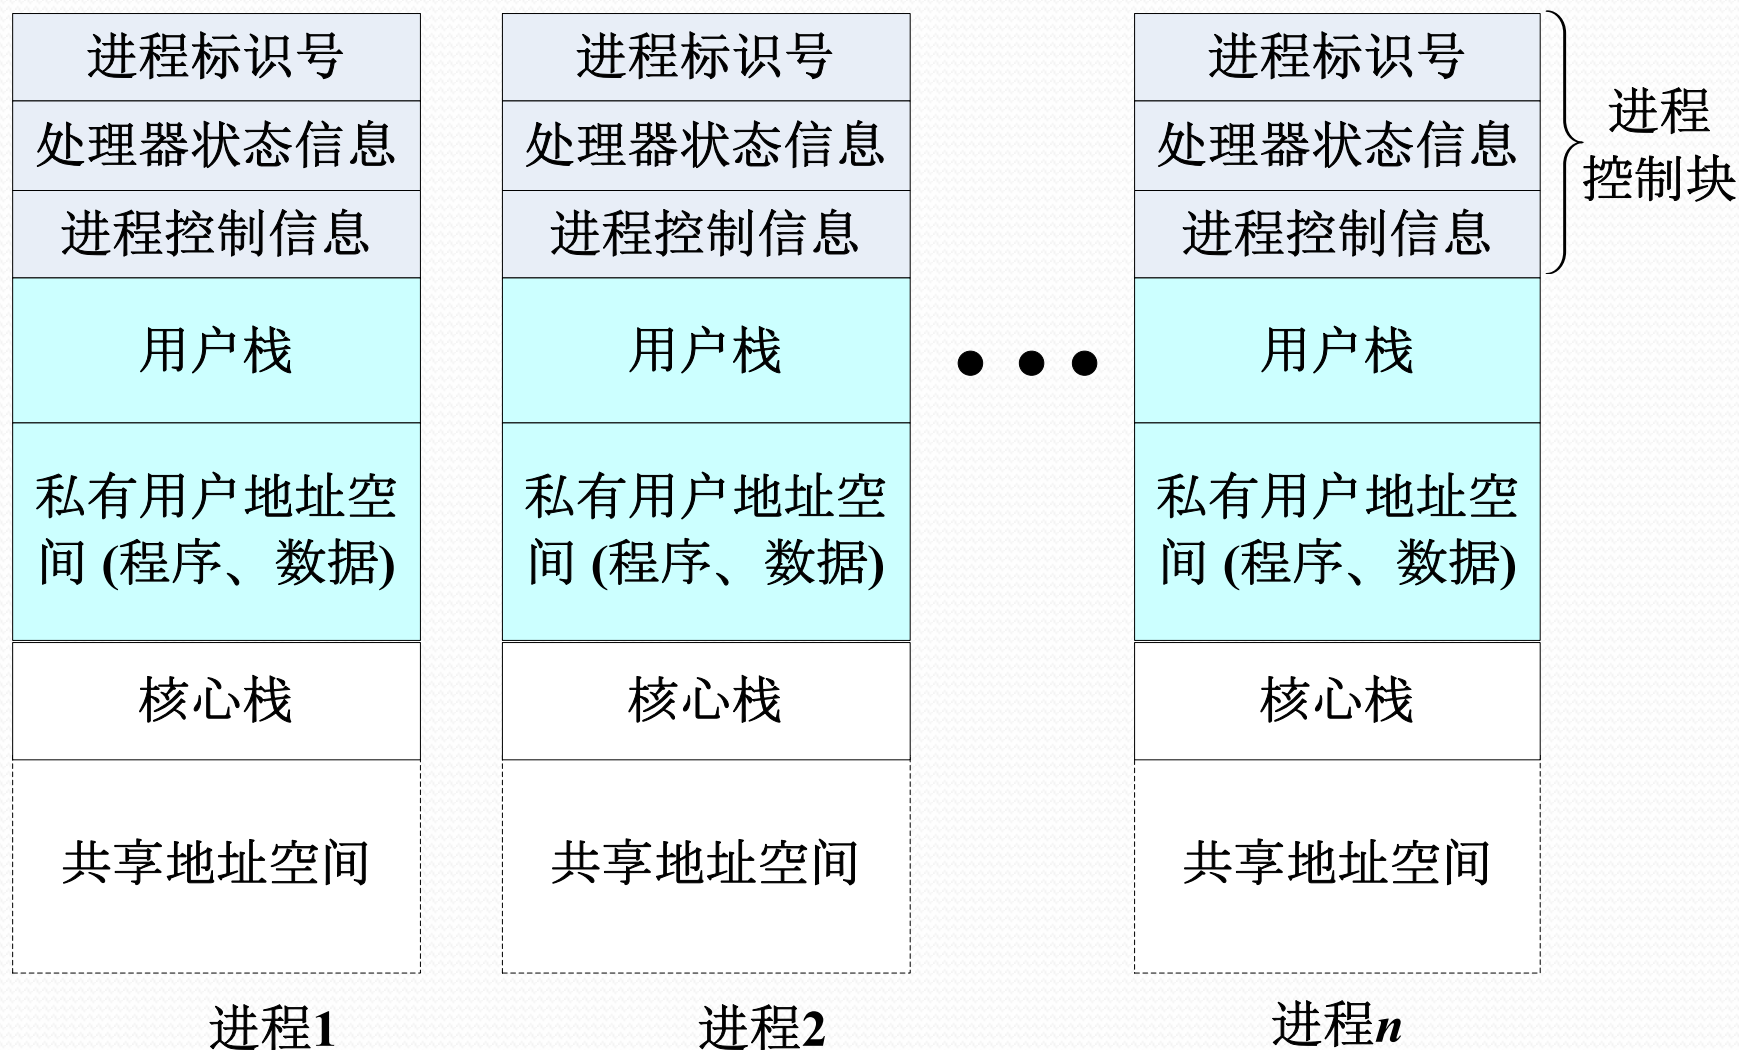 进程标识号
处理器状态信息
进程控制信息
用户栈
私有用户地址空
间 (程序、数据)
核心栈
共享地址空间
进程1
进程标识号
处理器状态信息
进程控制信息
用户栈
私有用户地址空
间 (程序、数据)
核心栈
共享地址空间
进程2
进程标识号
处理器状态信息
进程控制信息
用户栈
私有用户地址空
间 (程序、数据)
核心栈
共享地址空间
进程n
进程
控制块